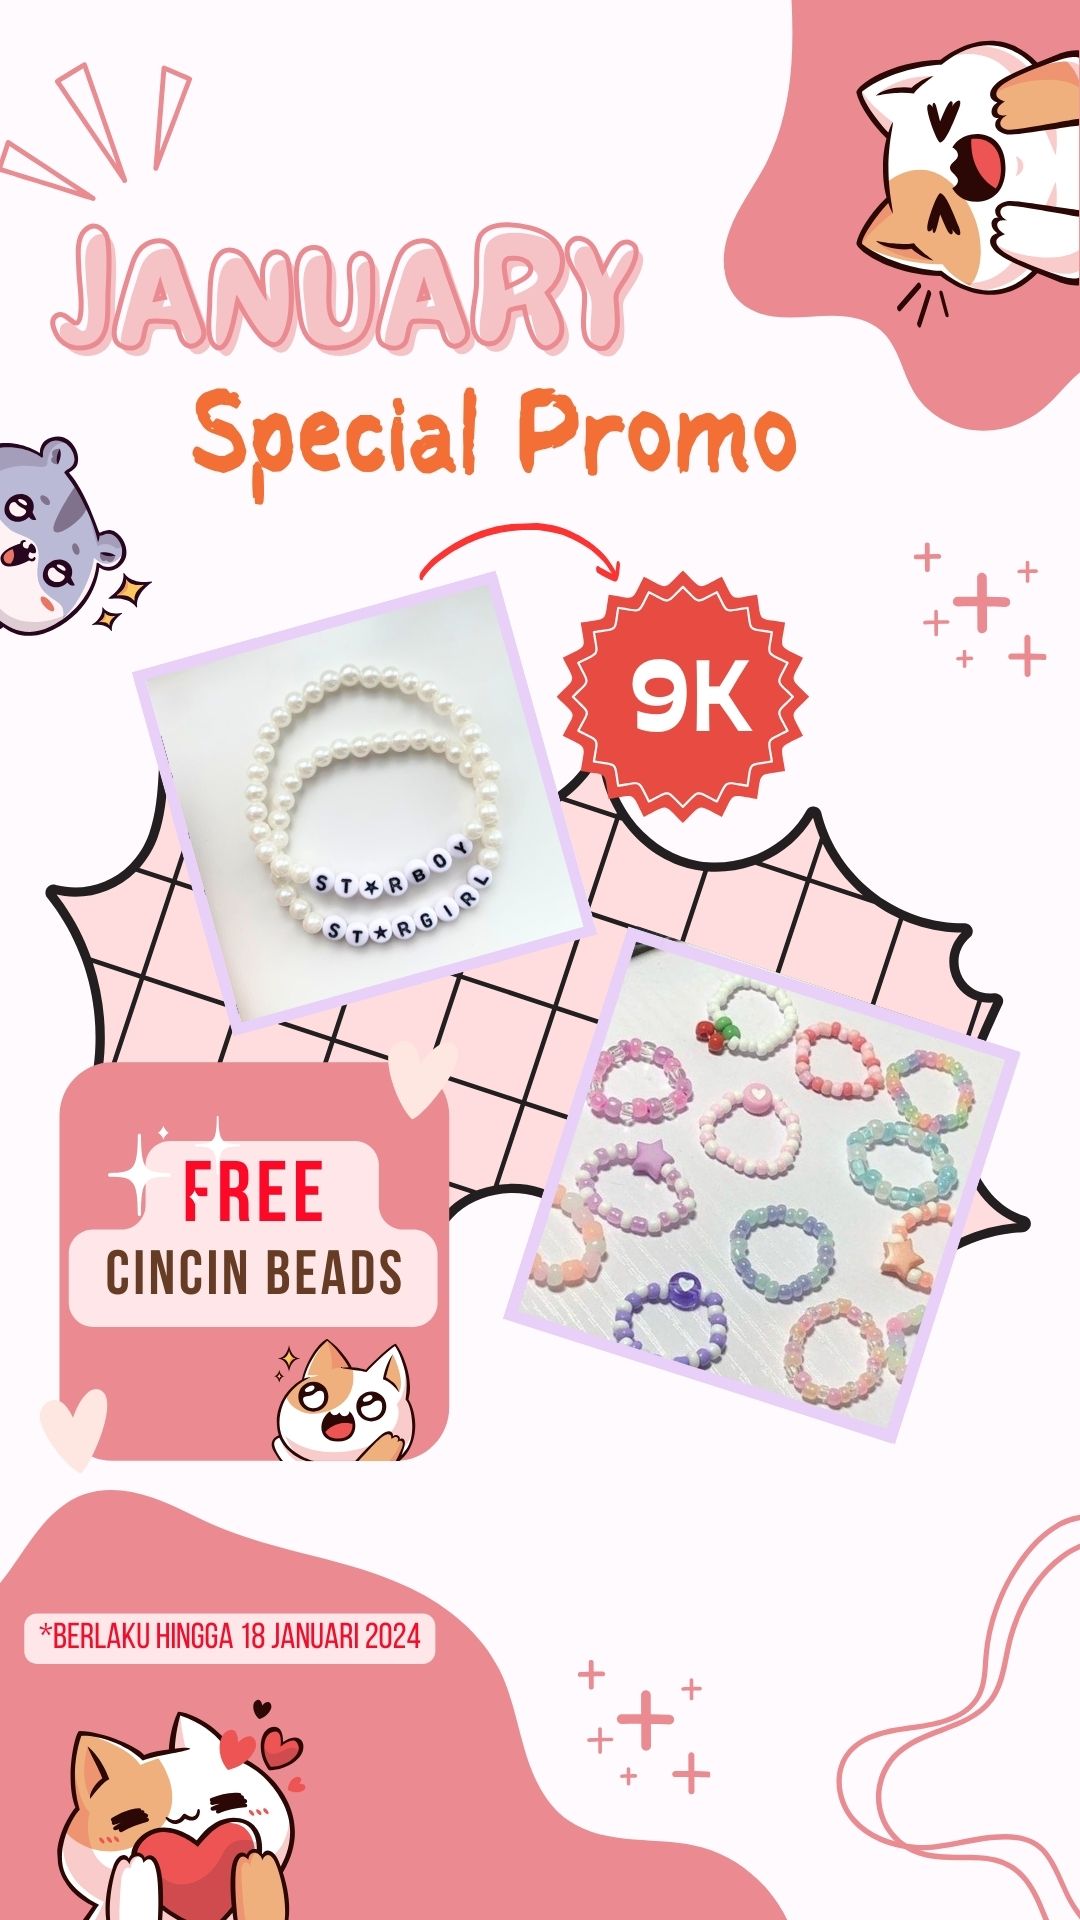 JANUARY
Special Promo
9K
ST★RBOY
ST★RGIRL
FREE
CINCIN BEADS
*BERLAKU HINGGA 18 JANUARI 2024